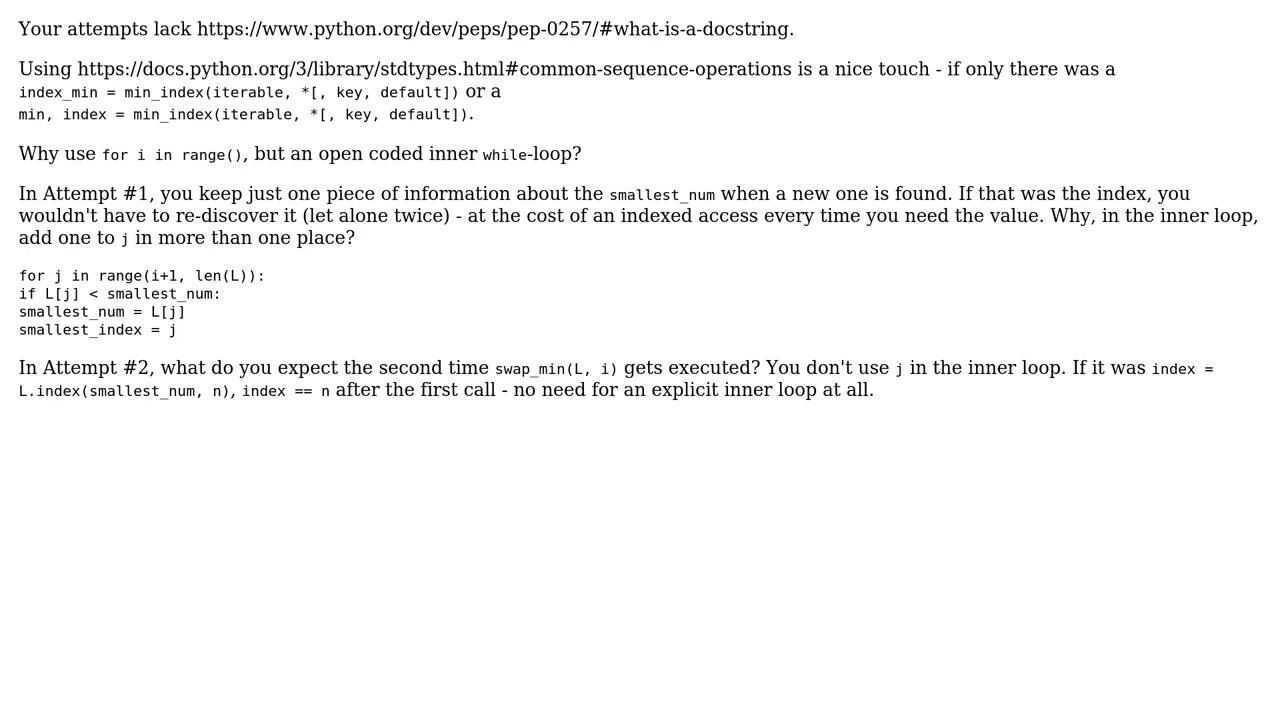 Your attempts lack https://www.python.org/dev/peps/pep-0257/#what-is-a-docstring.
Using https://docs.python.org/3/library/stdtypes.html#common-sequence-operations is a nice touch - if only there was a
index_min = min_index(iterable, *[, key, default]) or a
min, index = min_index(iterable, *[, key, default]).
Why use for i in range(), but an open coded inner while-loop?
In Attempt #1, you keep just one piece of information about the smallest_num when a new one is found. If that was the index, you
wouldn't have to re-discover it (let alone twice) - at the cost of an indexed access every time you need the value. Why, in the inner loop,
add one to j in more than one place?
for j in range(i+1, len(L)):
if L[j] < smallest_num:
smallest_num = L[j]
smallest_index = j
In Attempt #2, what do you expect the second time swap_min(L, i) gets executed? You don't use j in the inner loop. If it was index =
L.index(smallest_num, n), index == n after the first call - no need for an explicit inner loop at all.